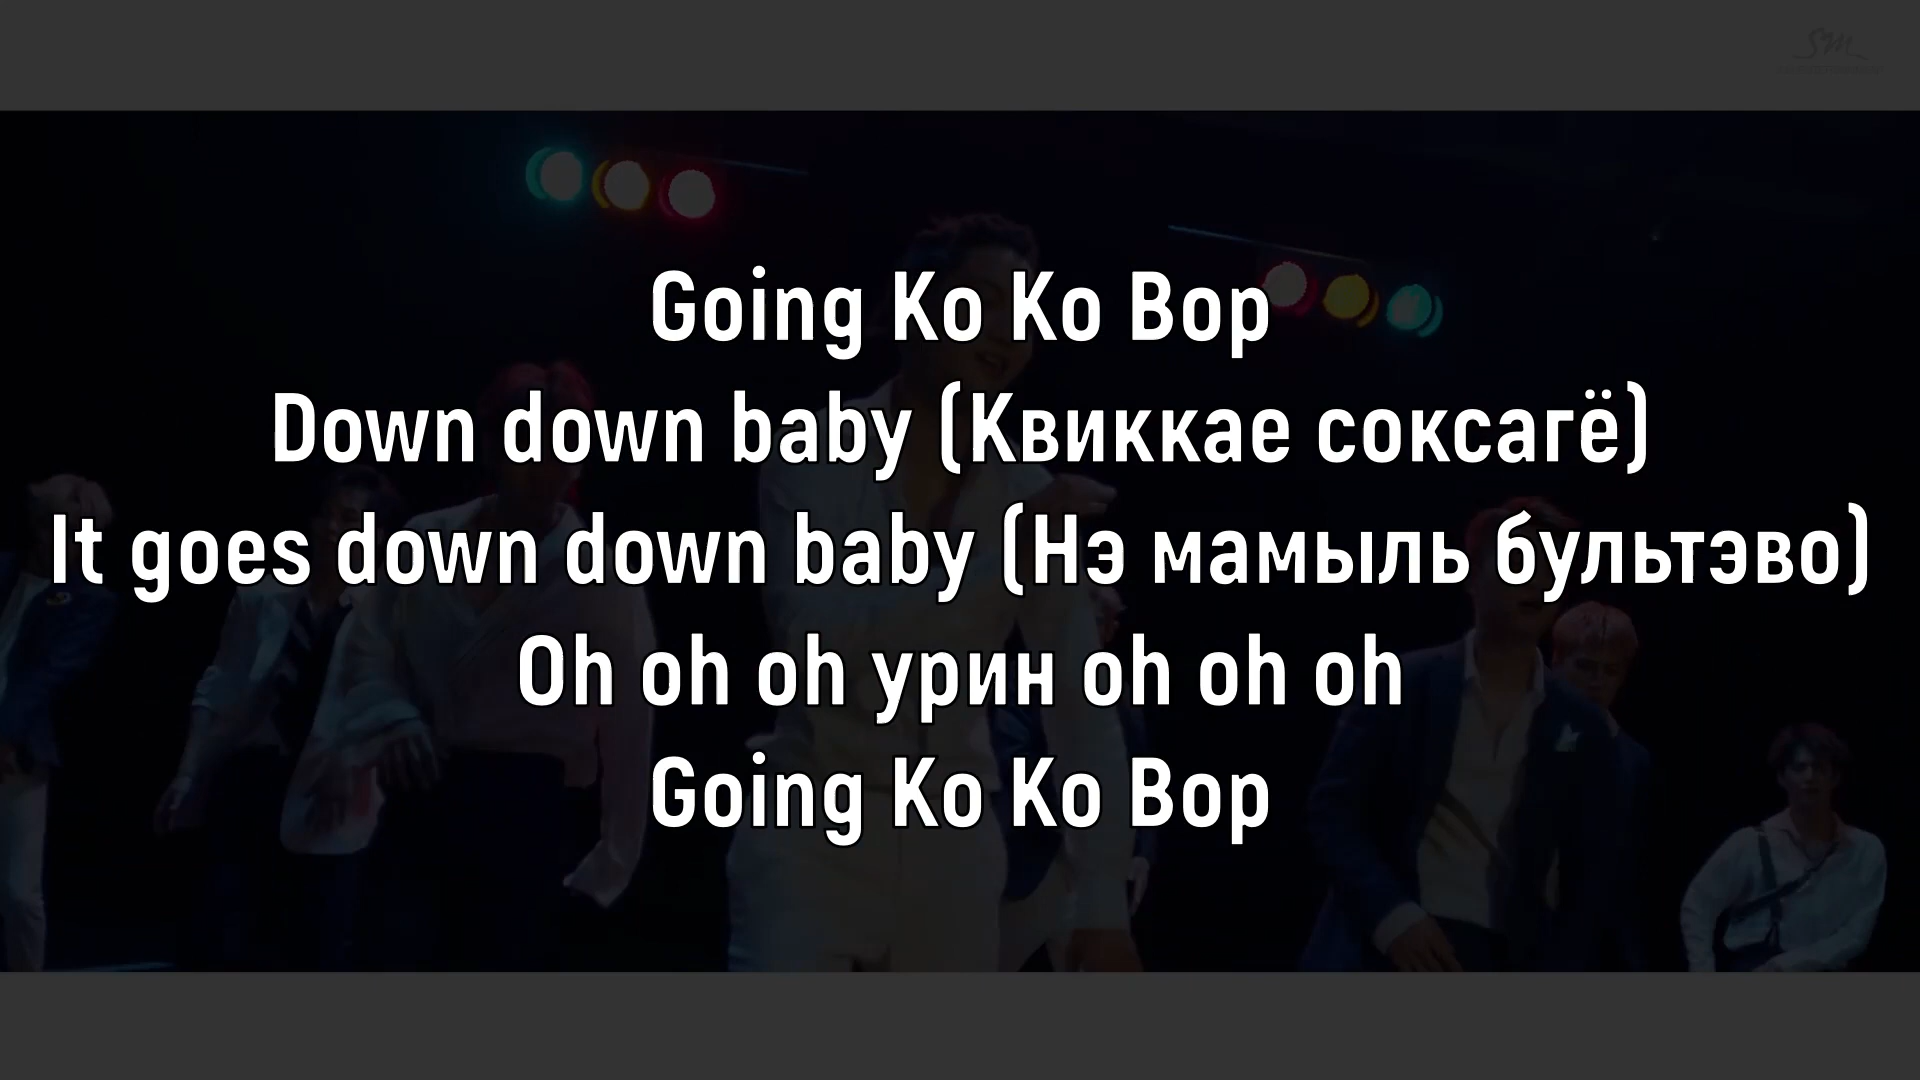 SM
Going Ko Ko Bop
Down down baby (Квиккае соксагё)
It goes down down baby (Нэ мамыль бультэво)
Oh oh oh урин oh oh oh
Going Ko Ko Bop